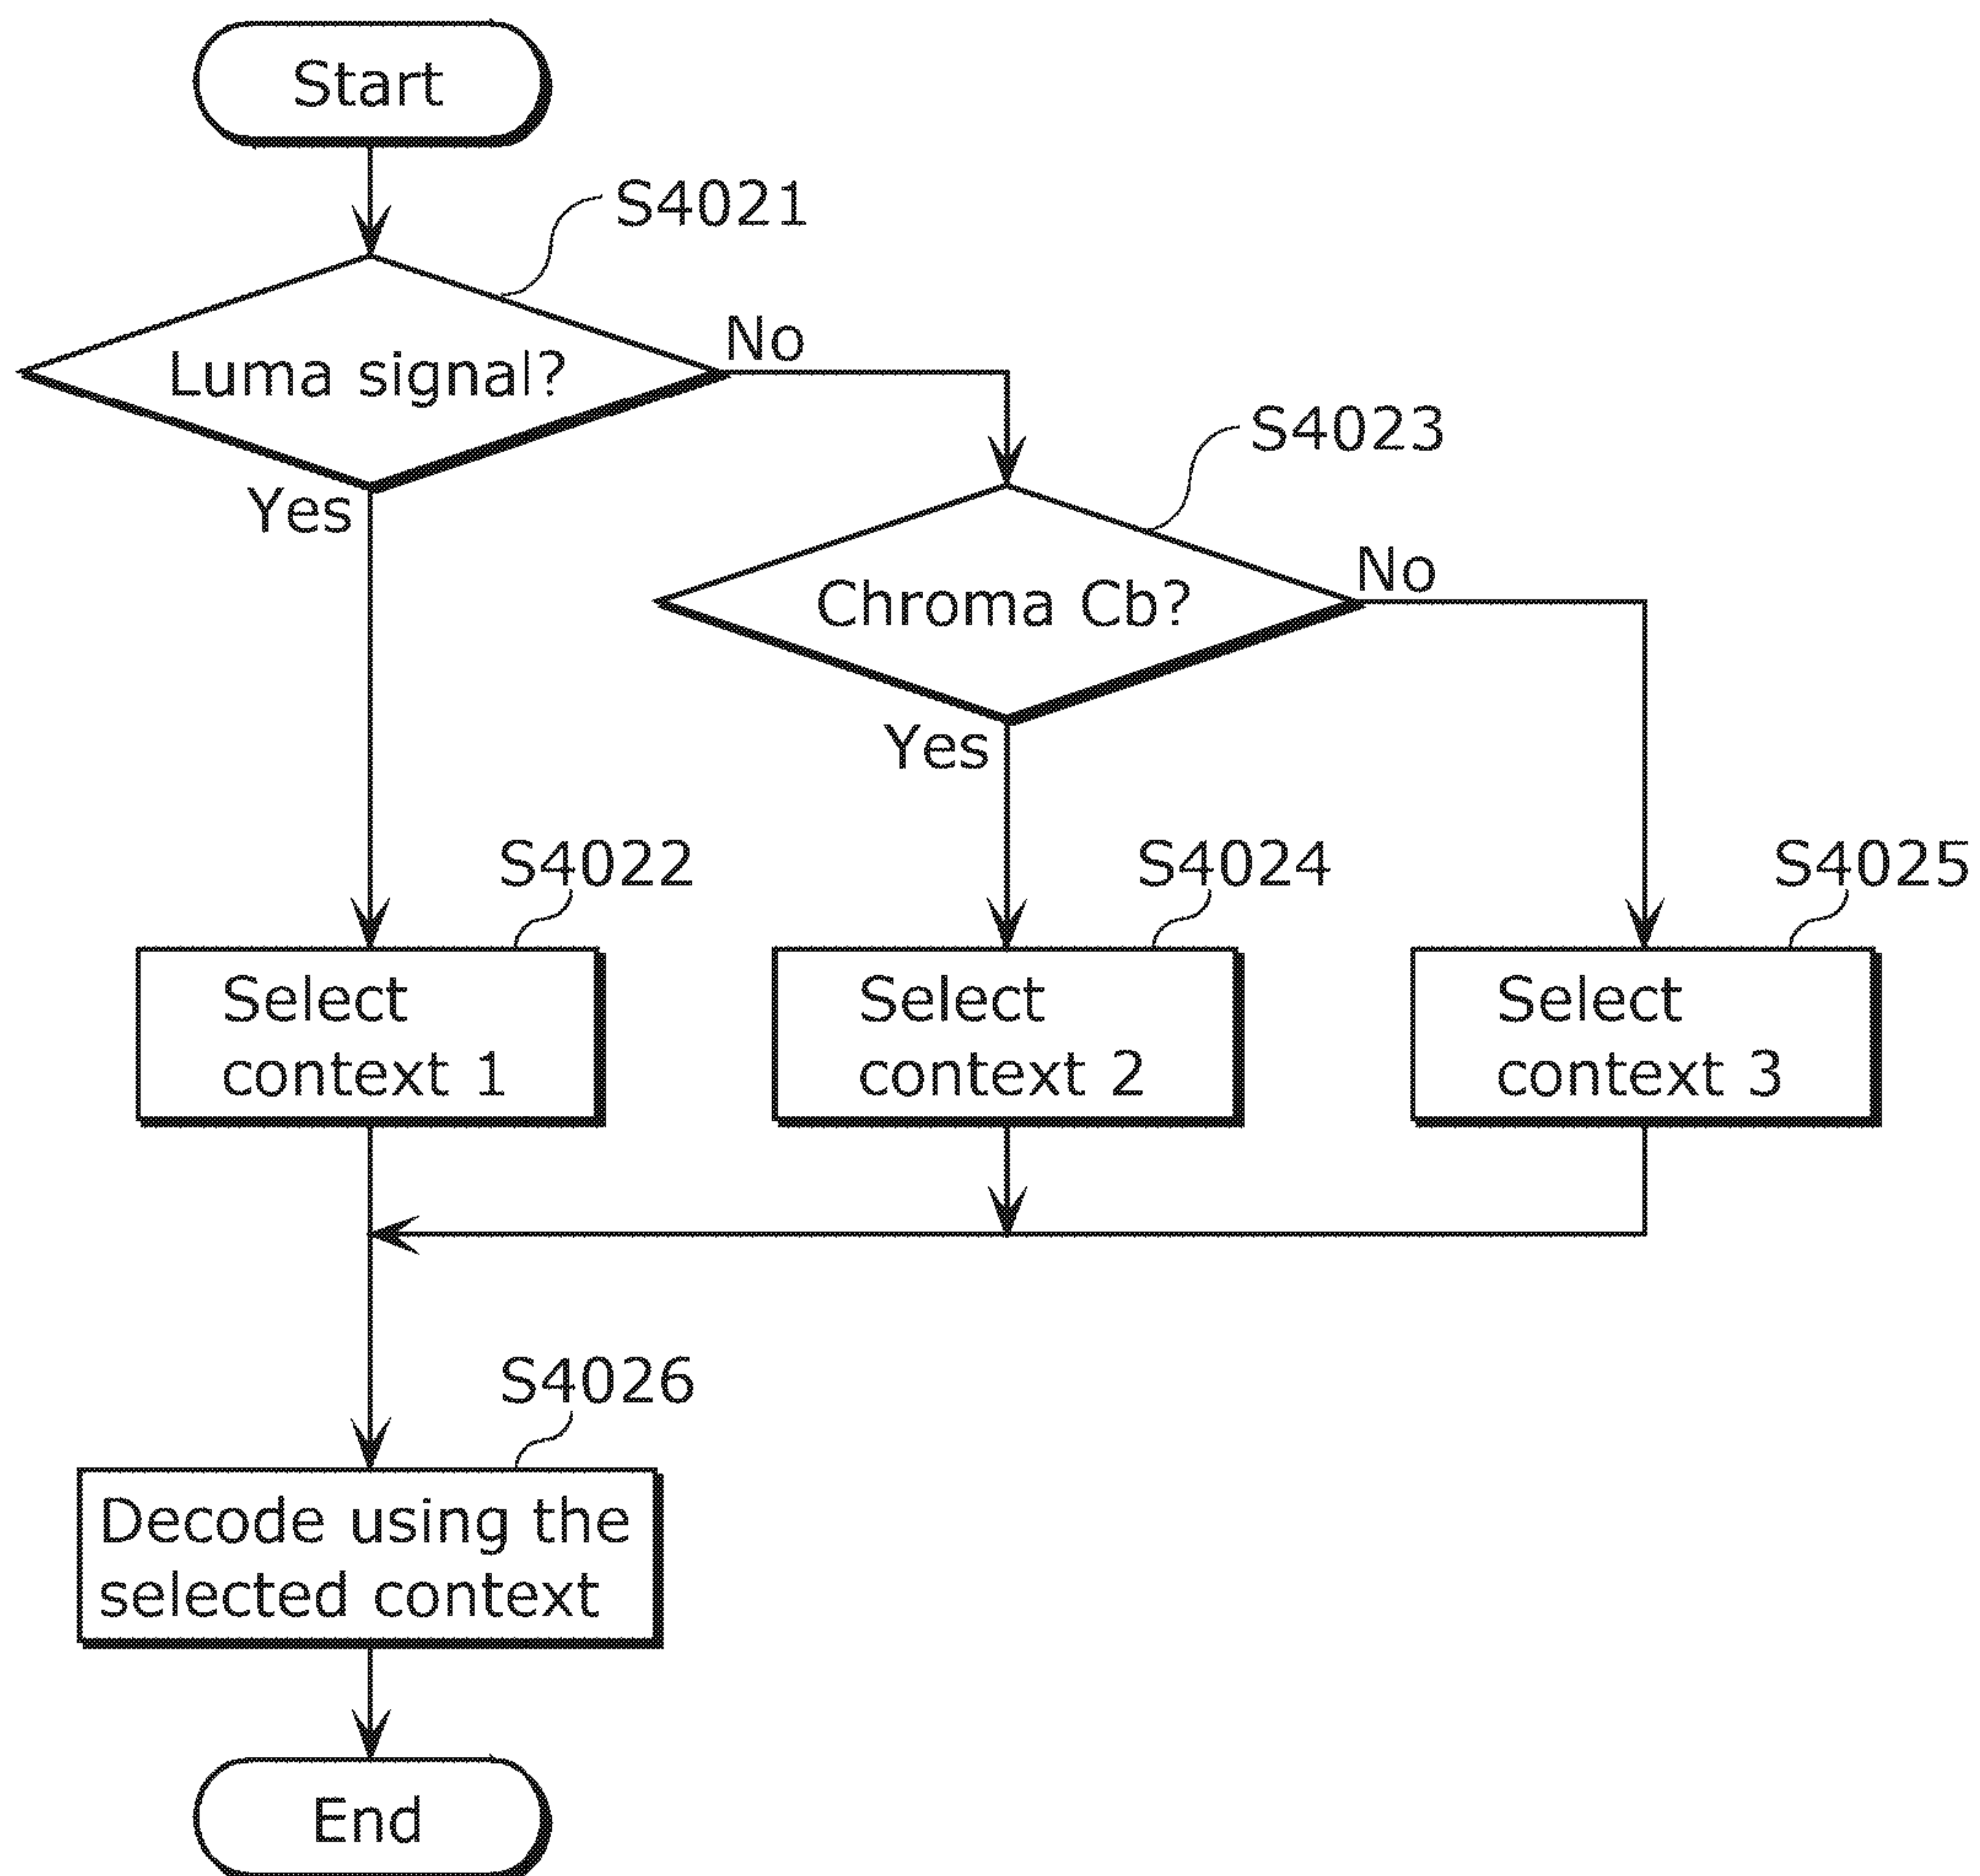 Start
S4021
Luma signal?
No
Yes
S4023
Chroma Cb?
No
Yes
S4022
Select
context 1
S4024
Select
context 2
S4025
Select
context 3
S4026
Decode using the
selected context
End